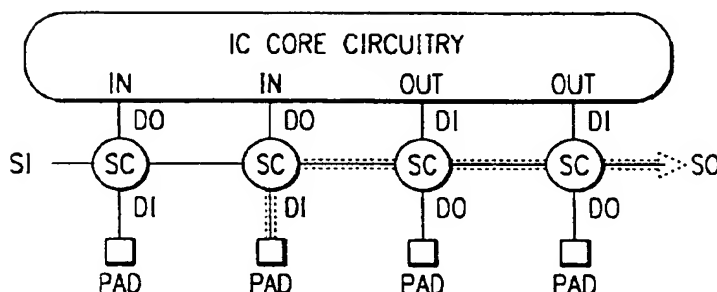 IC CORE CIRCUITRY
IN IN OUT OUT
DO DO DI DI
SI SC SC SC SC SO
DI DI DO DO
PAD PAD PAD PAD